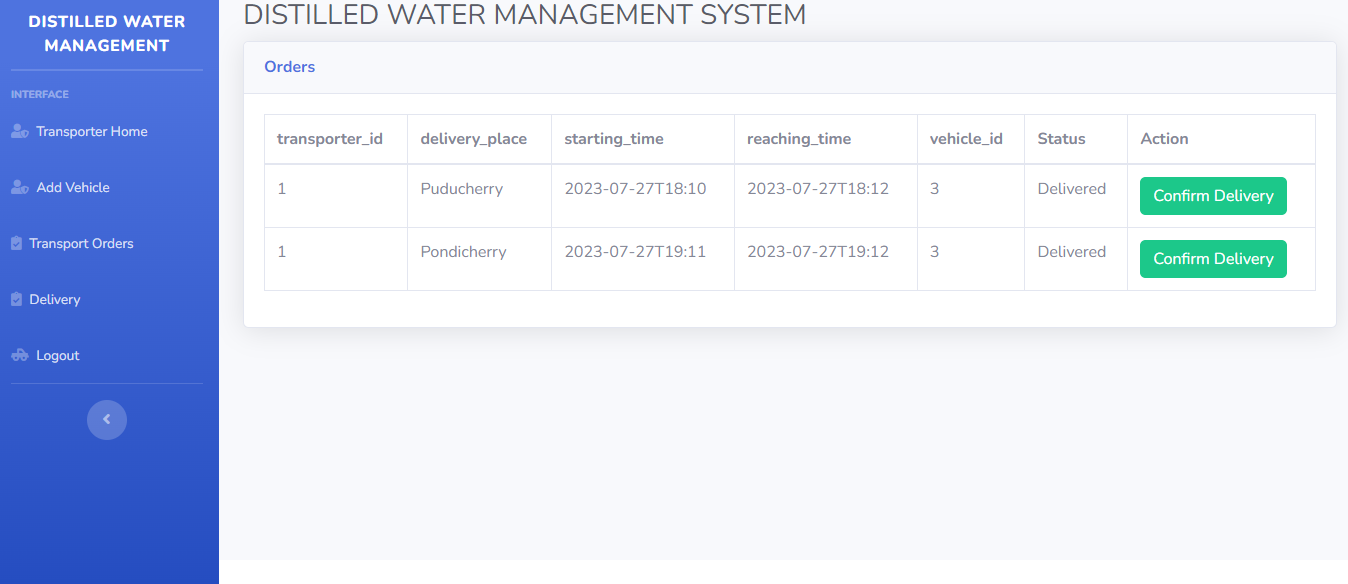 DISTILLED WATER
MANAGEMENT
INTERFACE
Transporter Home
Add Vehicle
Transport Orders
Delivery
Logout
DISTILLED WATER MANAGEMENT SYSTEM
Orders
transporter_id delivery_place starting_time reaching_time vehicle_id Status Action
1 Puducherry 2023-07-27T18:10 2023-07-27T18:12 3 Delivered Confirm Delivery
1 Pondicherry 2023-07-27T19:11 2023-07-27T19:12 3 Delivered Confirm Delivery